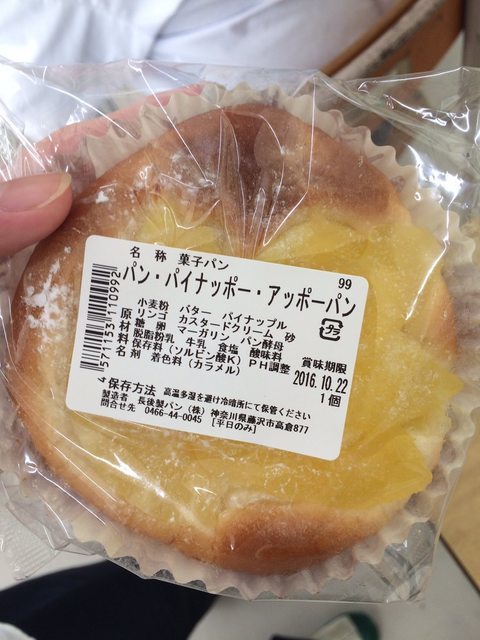 名称 菓子パン
99
パン・パイナッポー・アッポーパン
原材料名
小麦粉 バター パイナップル
リンゴ カスタードクリーム 砂
糖 卵 マーガリン パン酵母
脱脂粉乳 牛乳 食塩 酸味料
保存料(ソルビン酸K) PH調整
剤 着色料(カラメル)
プラ
賞味期限
2016.10.22
1個
4571153110992
保存方法 高温多湿を避け冷暗所にて保管ください
製造者 長後製パン(株) 神奈川県藤沢市高倉877
問合せ先 0466-44-0045 [平日のみ]